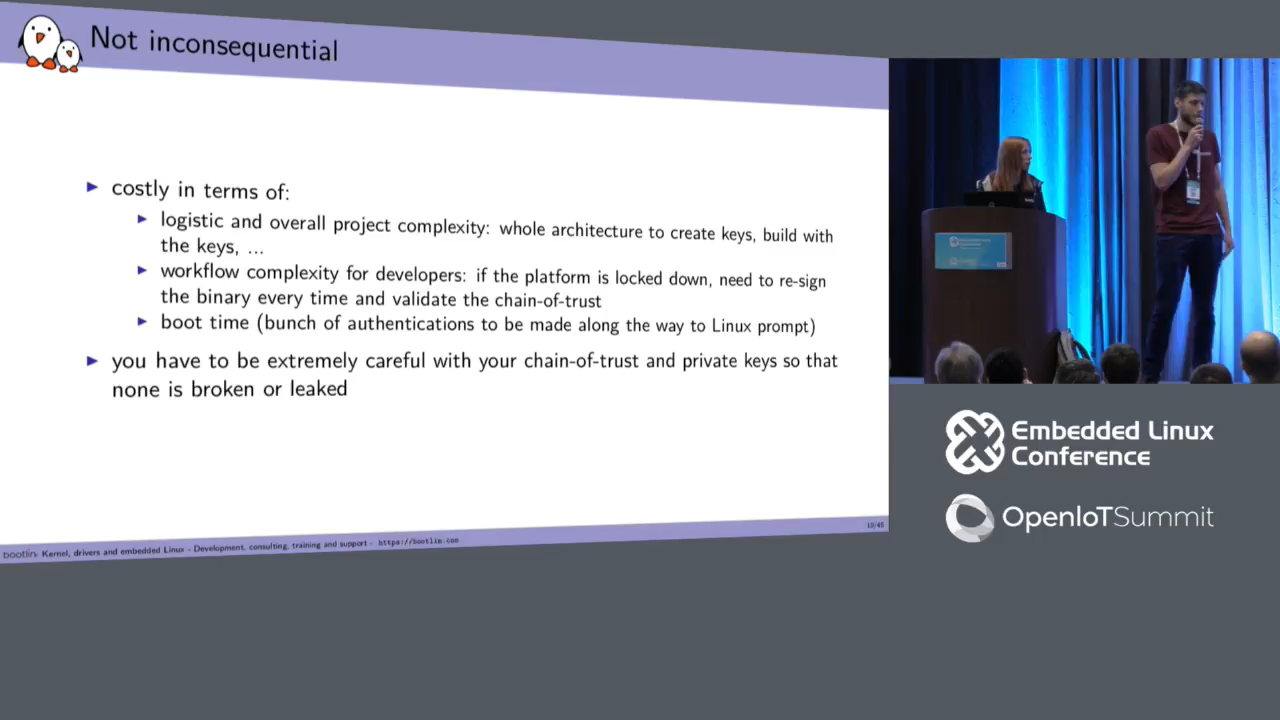 Not inconsequential
▶ costly in terms of:
▶ logistic and overall project complexity: whole architecture to create keys, build with
the keys, ...
▶ workflow complexity for developers: if the platform is locked down, need to re-sign
the binary every time and validate the chain-of-trust
▶ boot time (bunch of authentications to be made along the way to Linux prompt)
▶ you have to be extremely careful with your chain-of-trust and private keys so that
none is broken or leaked
bootlin - Kernel, drivers and embedded Linux - Development, consulting, training and support - https://bootlin.com
10/45
Embedded Linux
Conference
OpenIoTSummit